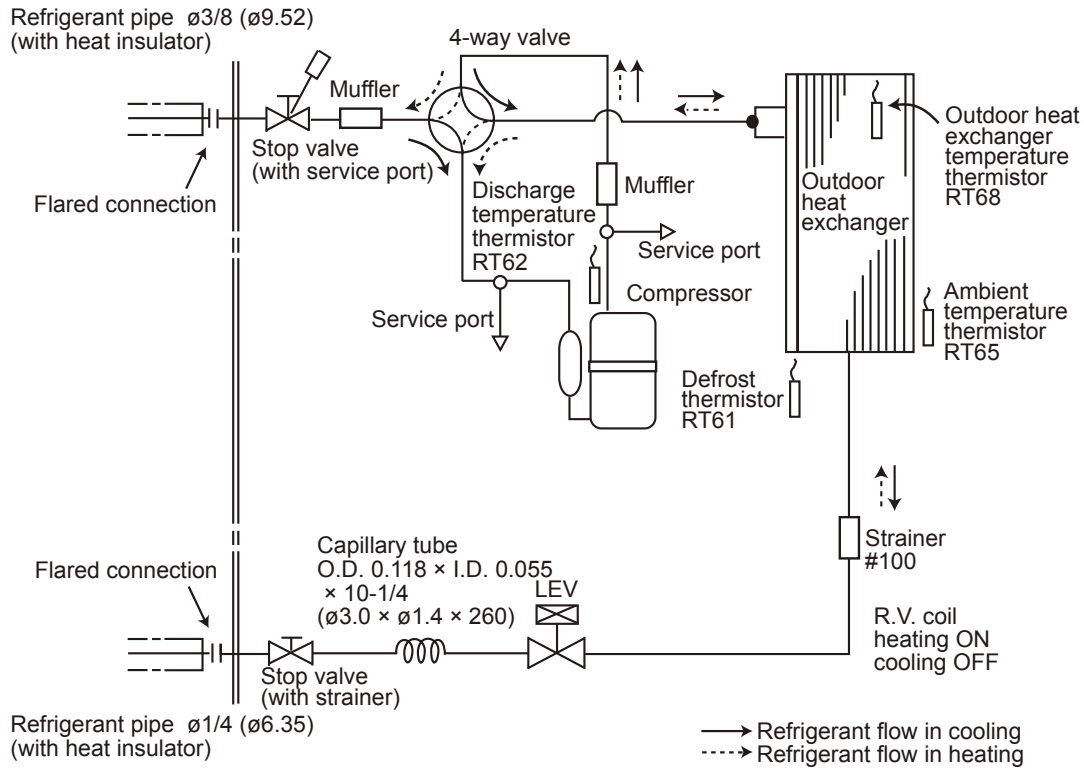 Refrigerant pipe ø3/8 (ø9.52)
(with heat insulator)
4-way valve
Muffler
Stop valve
(with service port)
Flared connection
Discharge
temperature
thermistor
RT62
Muffler
Service port
Service port
Compressor
Outdoor
heat
exchanger
Outdoor heat
exchanger
temperature
thermistor
RT68
Ambient
temperature
thermistor
RT65
Defrost
thermistor
RT61
Strainer
#100
Flared connection
Capillary tube
O.D. 0.118 × I.D. 0.055
× 10-1/4
(ø3.0 × ø1.4 × 260)
LEV
R.V. coil
heating ON
cooling OFF
Stop valve
(with strainer)
Refrigerant pipe ø1/4 (ø6.35)
(with heat insulator)
Refrigerant flow in cooling
Refrigerant flow in heating